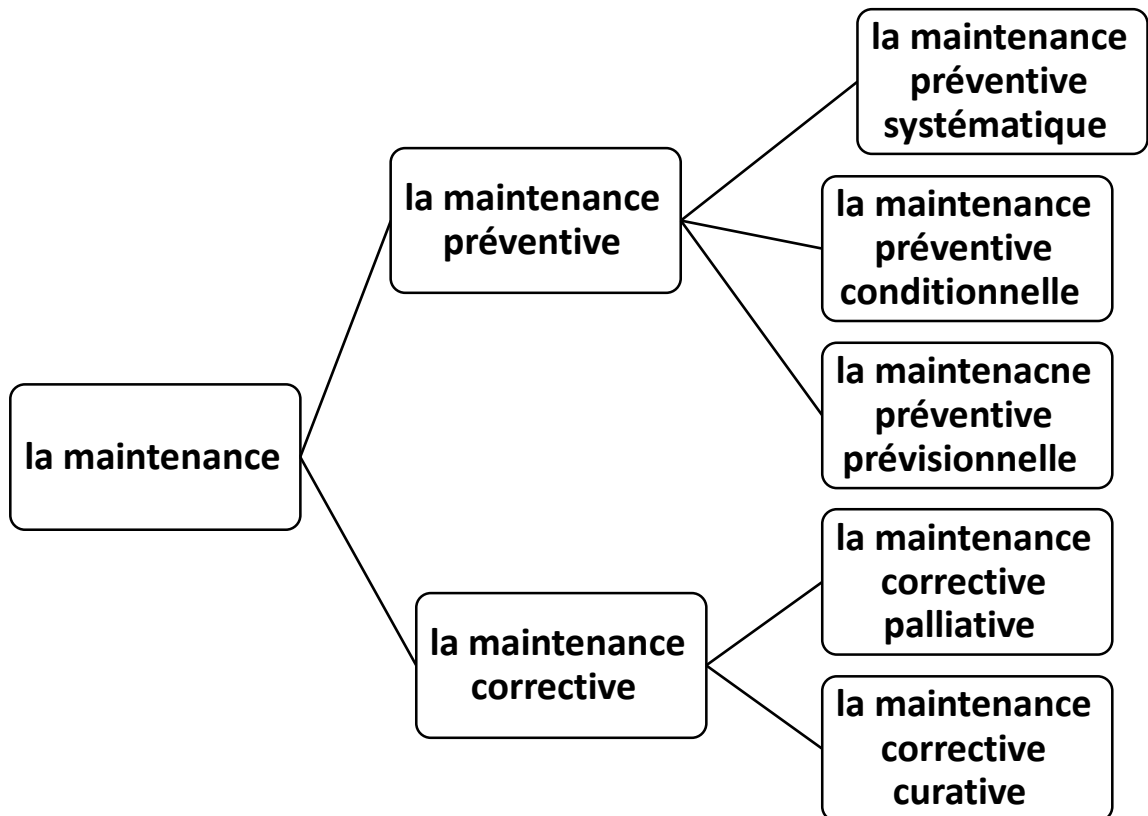 la maintenance
préventive
systématique
la maintenance
préventive
la maintenance
préventive
conditionnelle
la maintenacne
préventive
prévisionnelle
la maintenance
la maintenance
corrective
palliative
la maintenance
corrective
la maintenance
corrective
curative